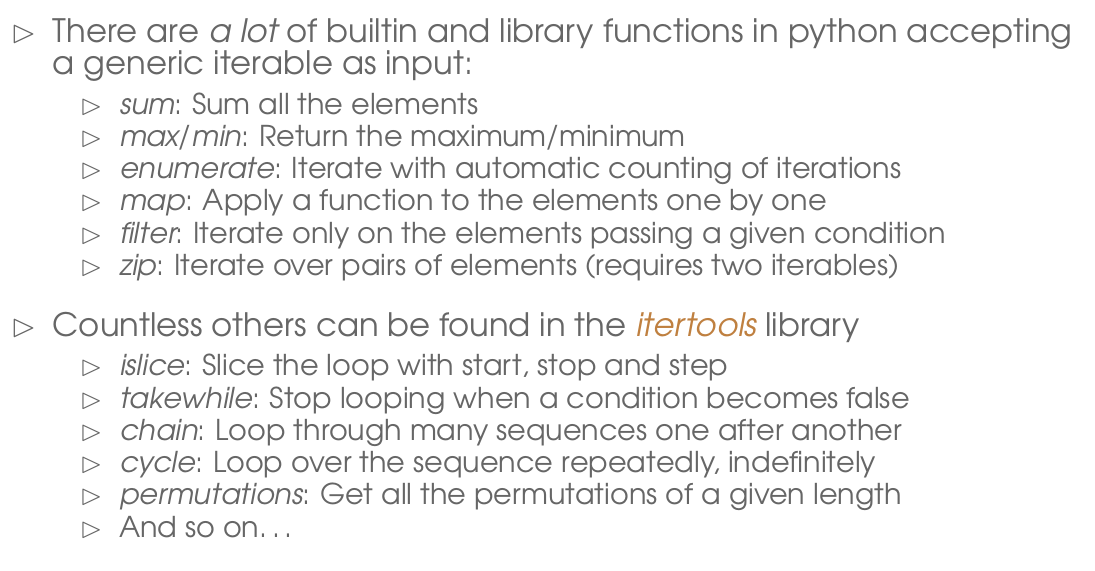 ▷ There are a lot of builtin and library functions in python accepting
a generic iterable as input:
▷ sum: Sum all the elements
▷ max/min: Return the maximum/minimum
▷ enumerate: Iterate with automatic counting of iterations
▷ map: Apply a function to the elements one by one
▷ filter: Iterate only on the elements passing a given condition
▷ zip: Iterate over pairs of elements (requires two iterables)
▷ Countless others can be found in the itertools library
▷ islice: Slice the loop with start, stop and step
▷ takewhile: Stop looping when a condition becomes false
▷ chain: Loop through many sequences one after another
▷ cycle: Loop over the sequence repeatedly, indefinitely
▷ permutations: Get all the permutations of a given length
▷ And so on...